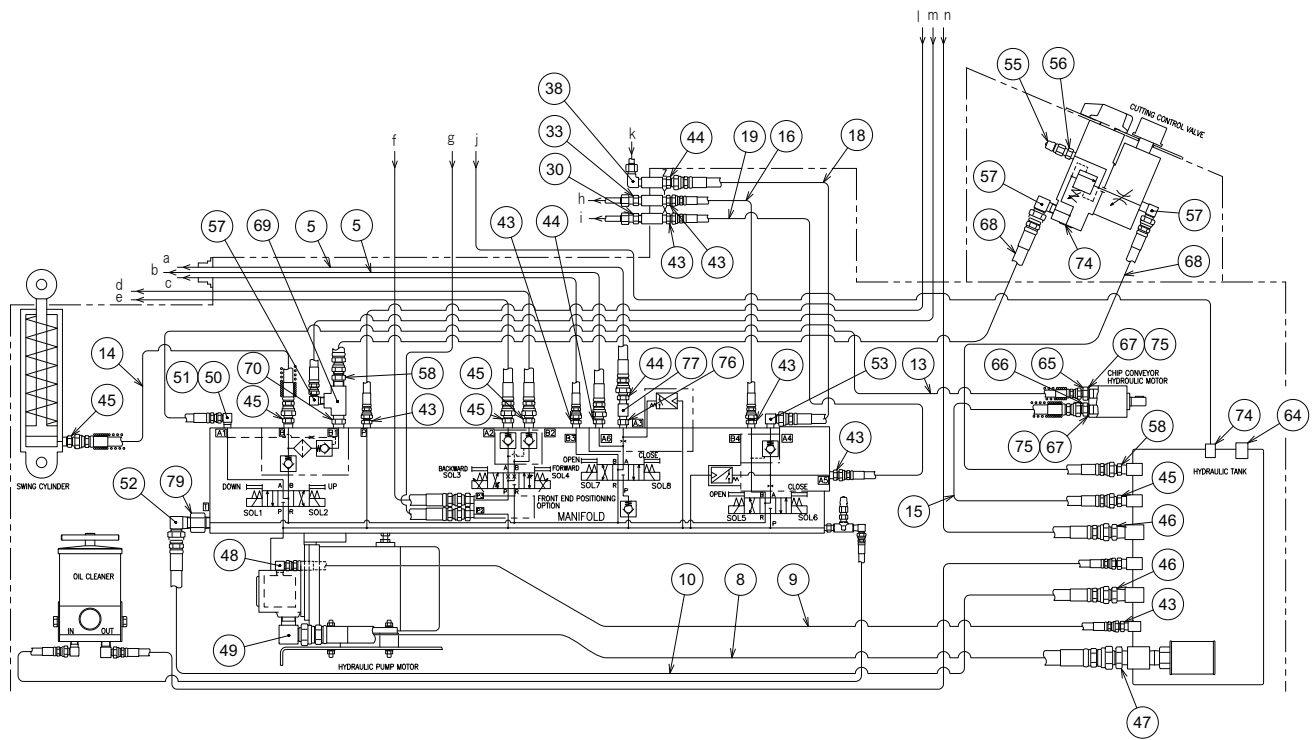 l m n
55
56
CUTTING CONTROL VALVE
38
f
g
j
k
44
19
16
18
33
30
h
i
57
57
43
43
74
68
68
57
69
5
5
43
44
a
b
c
d
e
14
51
50
70
45
58
43
45
44
77
76
43
53
13
66
65
67
75
CHIP CONVEYOR
HYDRAULIC MOTOR
75
67
58
74
64
HYDRAULIC TANK
45
45
A1
B
B1
P
A2
B2
B3
A6
A3
B4
A4
43
A5
SWING CYLINDER
52
79
T
DOWN
UP
SOL1
SOL2
A B
P R
BACKWARD
SOL3
FORWARD
SOL4
A B
P R
OPEN
CLOSE
SOL7
SOL8
A B
R P
OPEN
CLOSE
SOL5
SOL6
B A
R P
P2
P2
FRONT END POSITIONING
OPTION
MANIFOLD
15
45
46
46
43
47
OIL CLEANER
IN
OUT
48
49
HYDRAULIC PUMP MOTOR
10
8
9